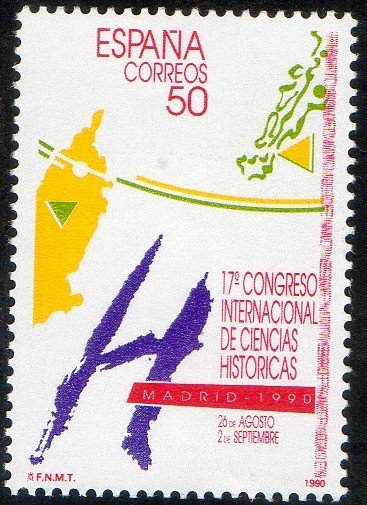 ESPAÑA
CORREOS
50
17º CONGRESO
INTERNACIONAL
DE CIENCIAS
HISTORICAS
MADRID-1990
26 DE AGOSTO
2 DE SEPTIEMBRE
F.N.M.T.
1990